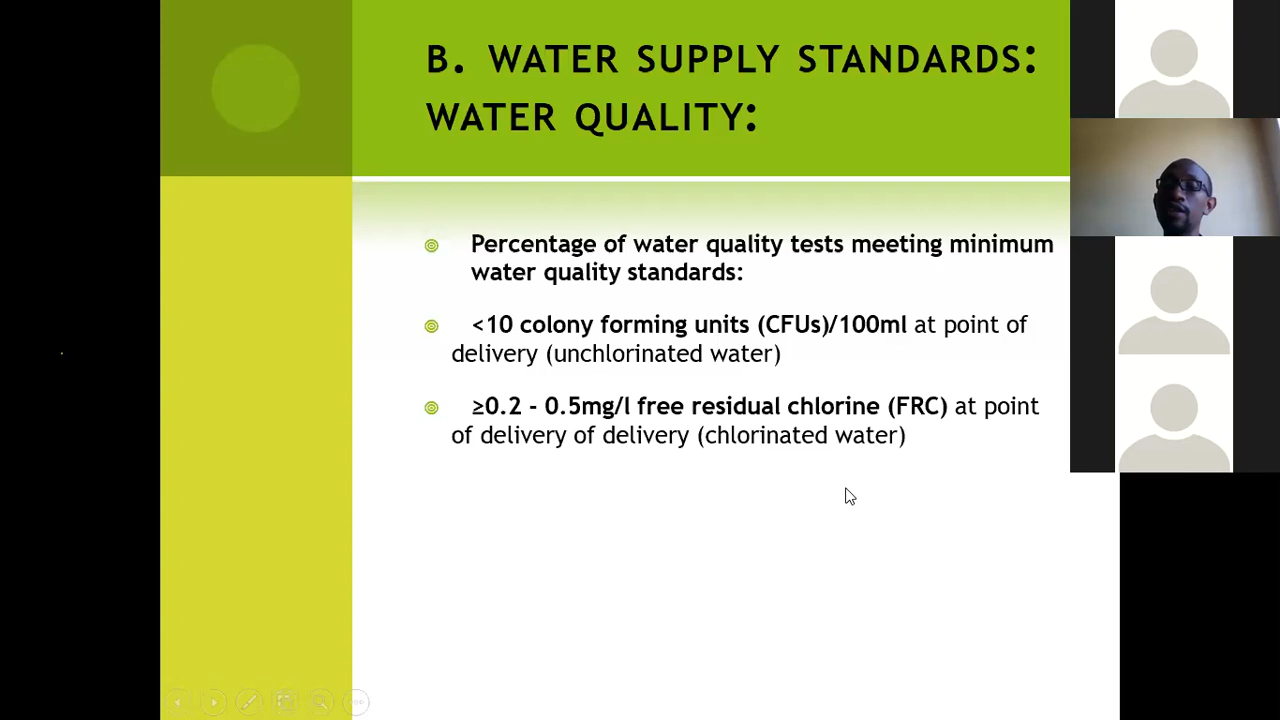 B. WATER SUPPLY STANDARDS:
WATER QUALITY:
Percentage of water quality tests meeting minimum
water quality standards:
<10 colony forming units (CFUs)/100ml at point of
delivery (unchlorinated water)
≥0.2 - 0.5mg/l free residual chlorine (FRC) at point
of delivery of delivery (chlorinated water)